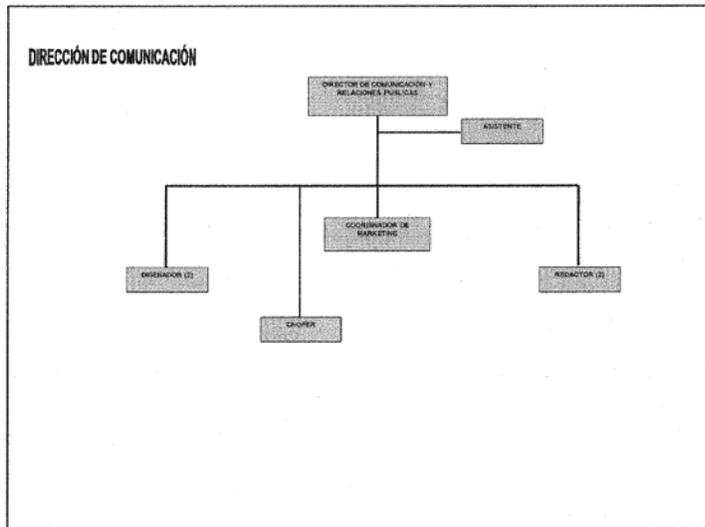 DIRECCIÓN DE COMUNICACIÓN
DIRECTOR DE COMUNICACIÓN Y
RELACIONES PUBLICAS
ASISTENTE
COORDINADOR DE
MARKETING
DISEÑADOR (2)
REDACTOR (2)
CHOFER